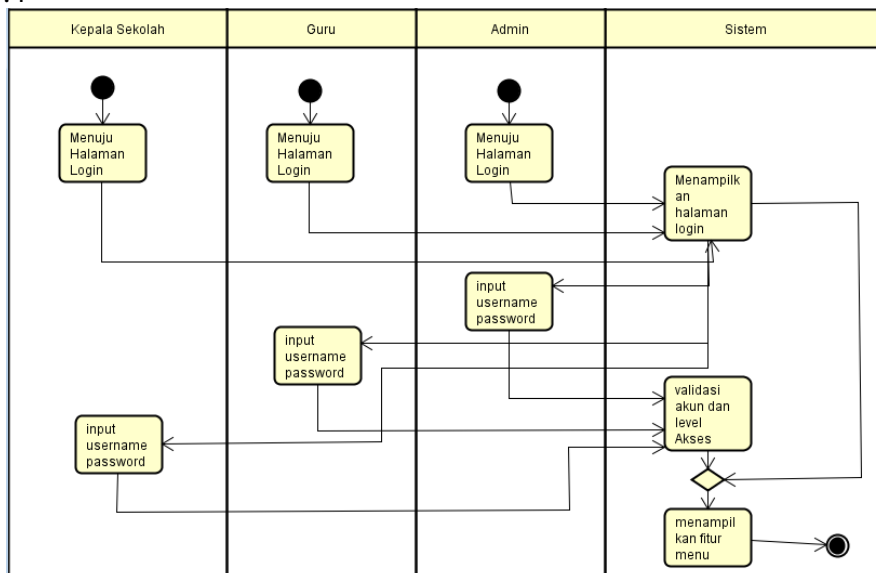 Kepala Sekolah
Guru
Admin
Sistem
Menuju
Halaman
Login
Menuju
Halaman
Login
Menuju
Halaman
Login
Menampilk
an
halaman
login
input
username
password
input
username
password
input
username
password
validasi
akun dan
level
Akses
menampil
kan fitur
menu